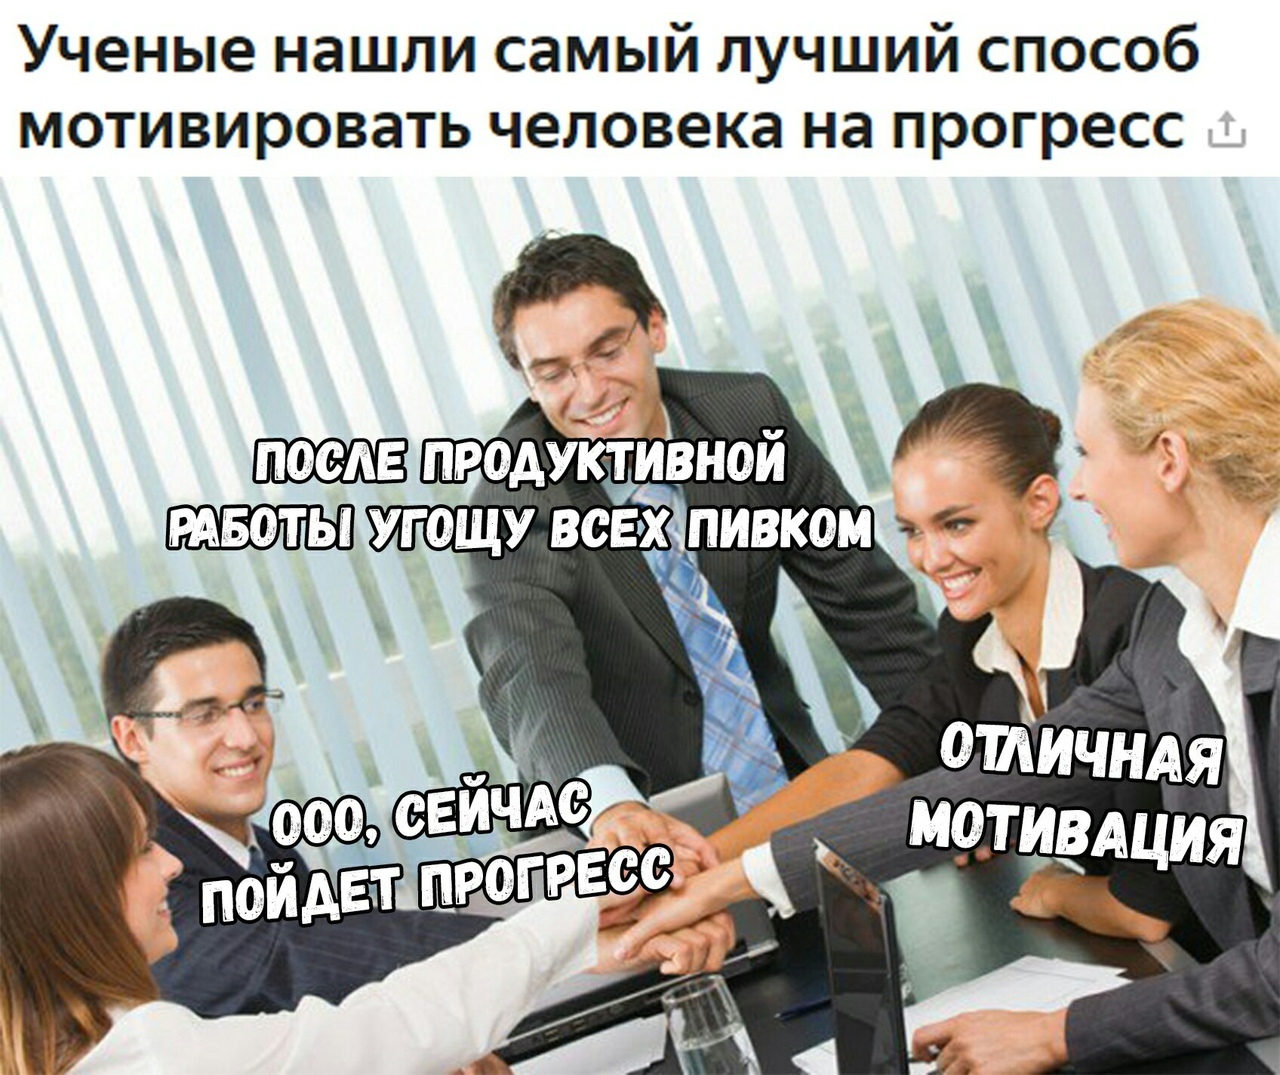 Ученые нашли самый лучший способ
мотивировать человека на прогресс
ПОСЛЕ ПРОДУКТИВНОЙ
РАБОТЫ УГОЩУ ВСЕХ ПИВКОМ
ООО, СЕЙЧАС
ПОЙДЕТ ПРОГРЕСС
ОТЛИЧНАЯ
МОТИВАЦИЯ